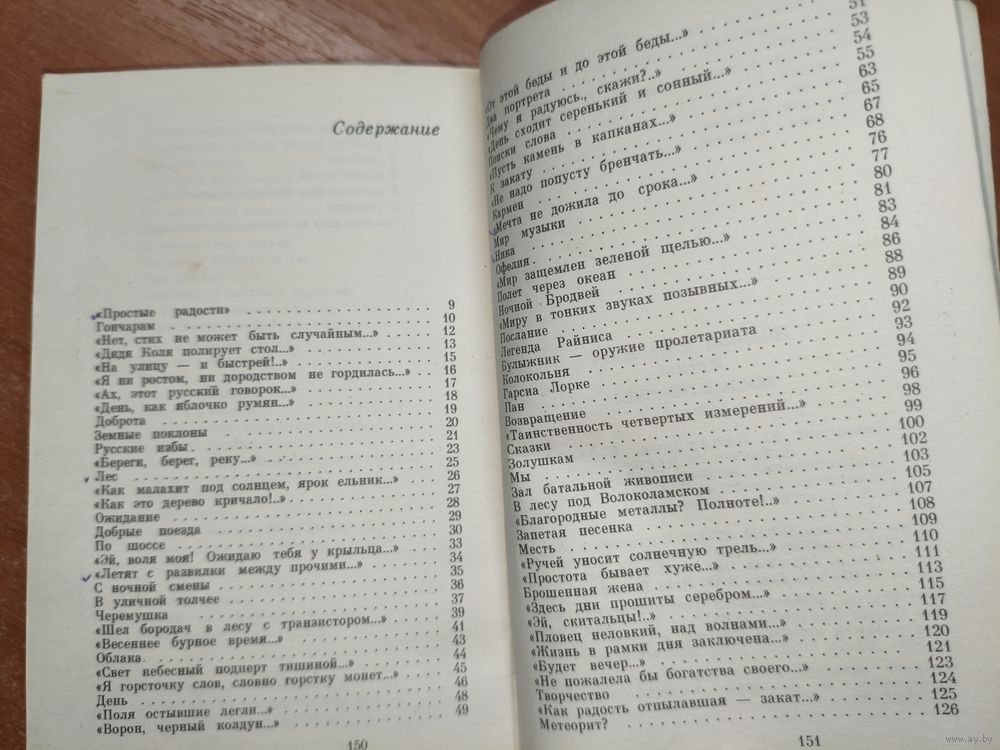 Содержание
«Простые радости» 9
Гончарам 10
«Нет, стих не может быть случайным...» 12
«Дядя Коля полирует стол...» 13
«На улицу — и быстрей!..» 15
«Я ни ростом, ни дородством не гордилась...» 16
«Ах, этот русский говорок...» 17
«День, как яблочко румян...» 18
Доброта 19
Земные поклоны 20
Русские избы 21
«Береги, берег, реку...» 23
Лес 25
«Как малахит под солнцем, ярок ельник...» 26
«Как это дерево кричало!..» 27
Ожидание 28
Добрые поезда 29
По шоссе 30
«Эй, воля моя! Ожидаю тебя у крыльца...» 33
«Летят с развилки между прочими...» 34
С ночной смены 35
В уличной толчее 36
Черемушка 37
«Шел бородач в лесу с транзистором...» 39
«Весеннее бурное время...» 41
Облака 43
«Свет небесный подперт тишиной...» 44
«Я горсточку слов, словно горстку монет...» 45
День 46
«Поля остывшие легли...» 48
«Ворон, черный колдун...» 49
150
«От этой беды и до этой беды...»
Два портрета 51
«Чему я радуюсь, скажи?..» 53
«День сходит серенький и сонный...» 54
Поиски слова 55
«Пусть камень в капканах...» 63
К закату 65
«Не надо попусту бренчать...» 67
Кармен 68
«Мечта не дожила до срока...» 76
Мир музыки 77
Ника 80
Офелия 81
«Мир защемлен зеленой щелью...» 83
Полет через океан 84
Ночной Бродвей 86
«Миру в тонких звуках позывных...» 88
Послание 89
Легенда Райниса 90
Булыжник — оружие пролетариата 92
Колокольня 93
Гарсиа Лорке 94
Пан 95
Возвращение 96
«Таинственность четвертых измерений...» 98
Сказки 99
Золушкам 100
Мы 102
Зал батальной живописи 103
В лесу под Волоколамском 105
«Благородные металлы? Полноте!..» 107
Запетая песенка 108
Месть 109
«Ручей уносит солнечную трель...» 110
«Простота бывает хуже...» 111
Брошенная жена 113
«Здесь дни прошиты серебром...» 115
«Эй, скитальцы!..» 117
«Пловец неловкий, над волнами...» 119
«Жизнь в рамки дня заключена...» 120
«Будет вечер...» 121
«Не пожалела бы богатства своего...» 123
Творчество 124
«Как радость отпылавшая — закат...» 125
Метеорит? 126
151
www.ay.by